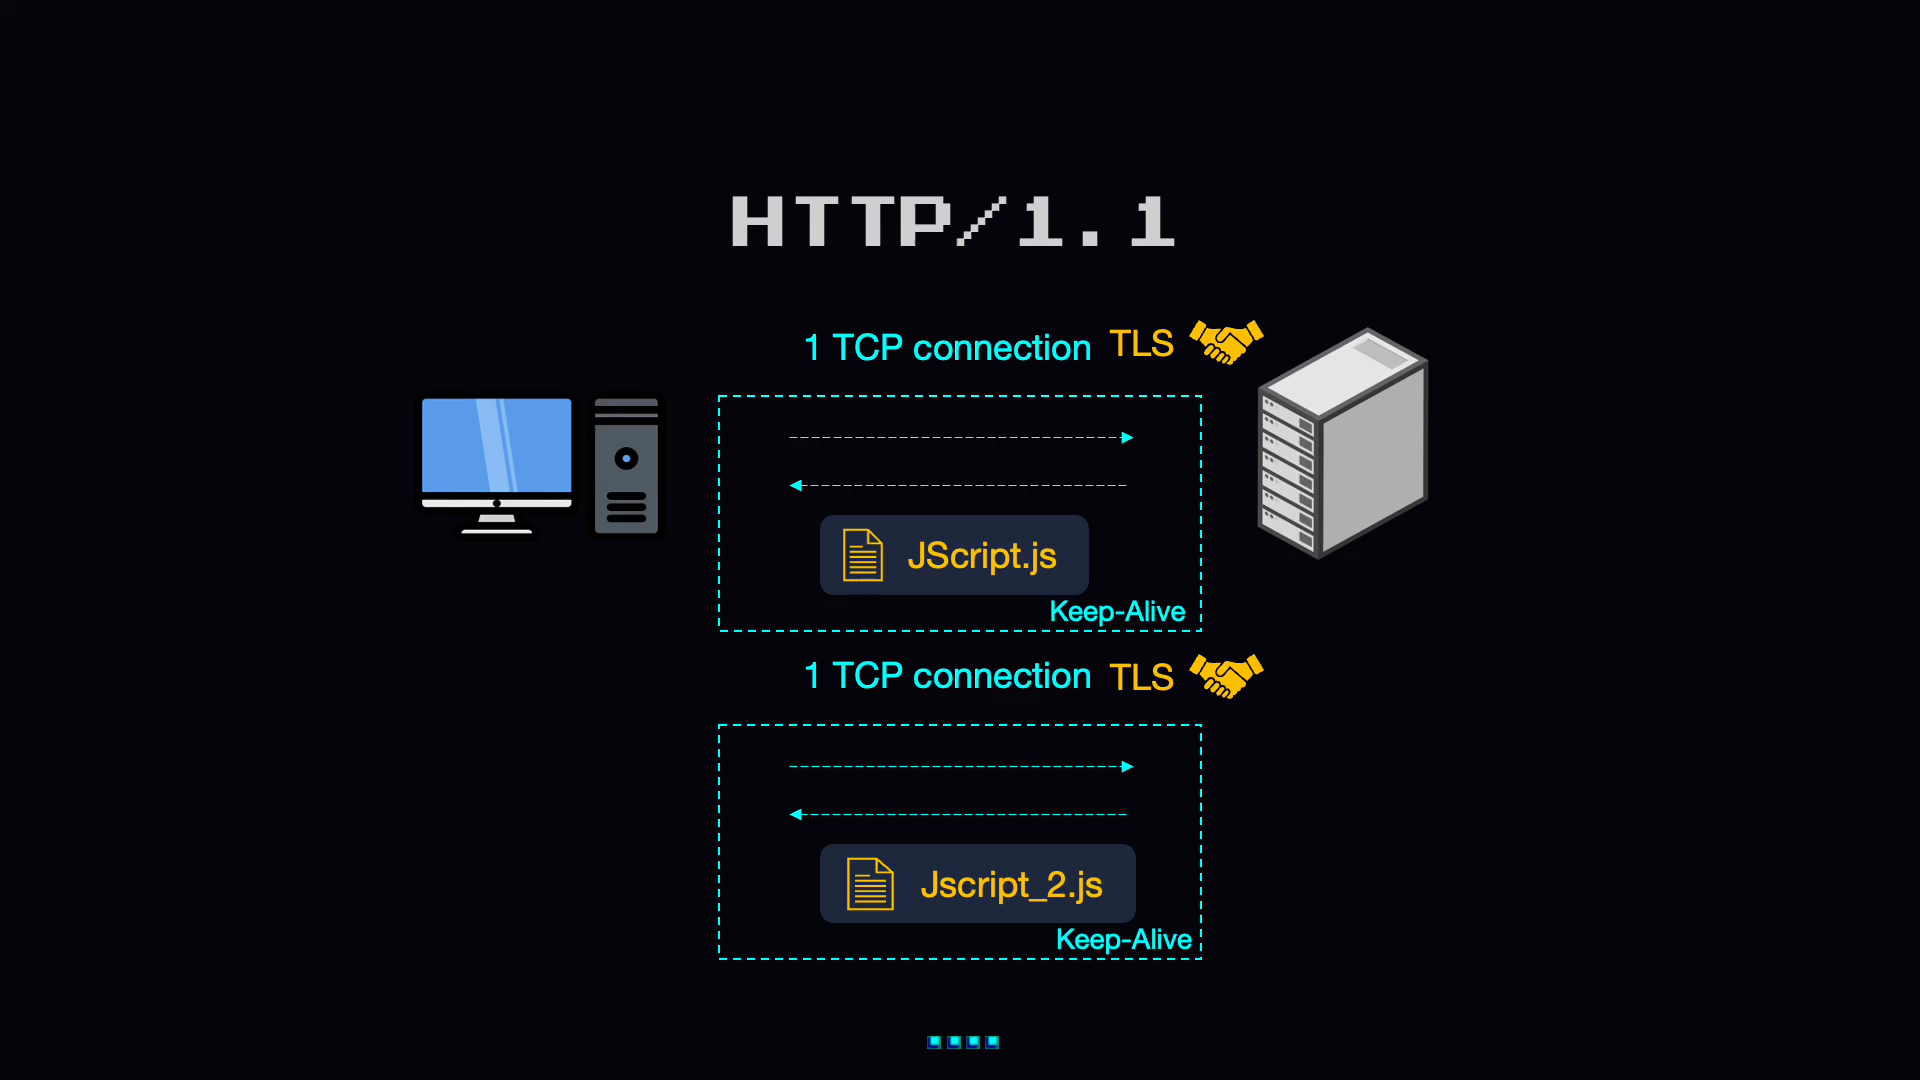 HTTP/1.1
1 TCP connection TLS
JScript.js
Keep-Alive
1 TCP connection TLS
Jscript_2.js
Keep-Alive